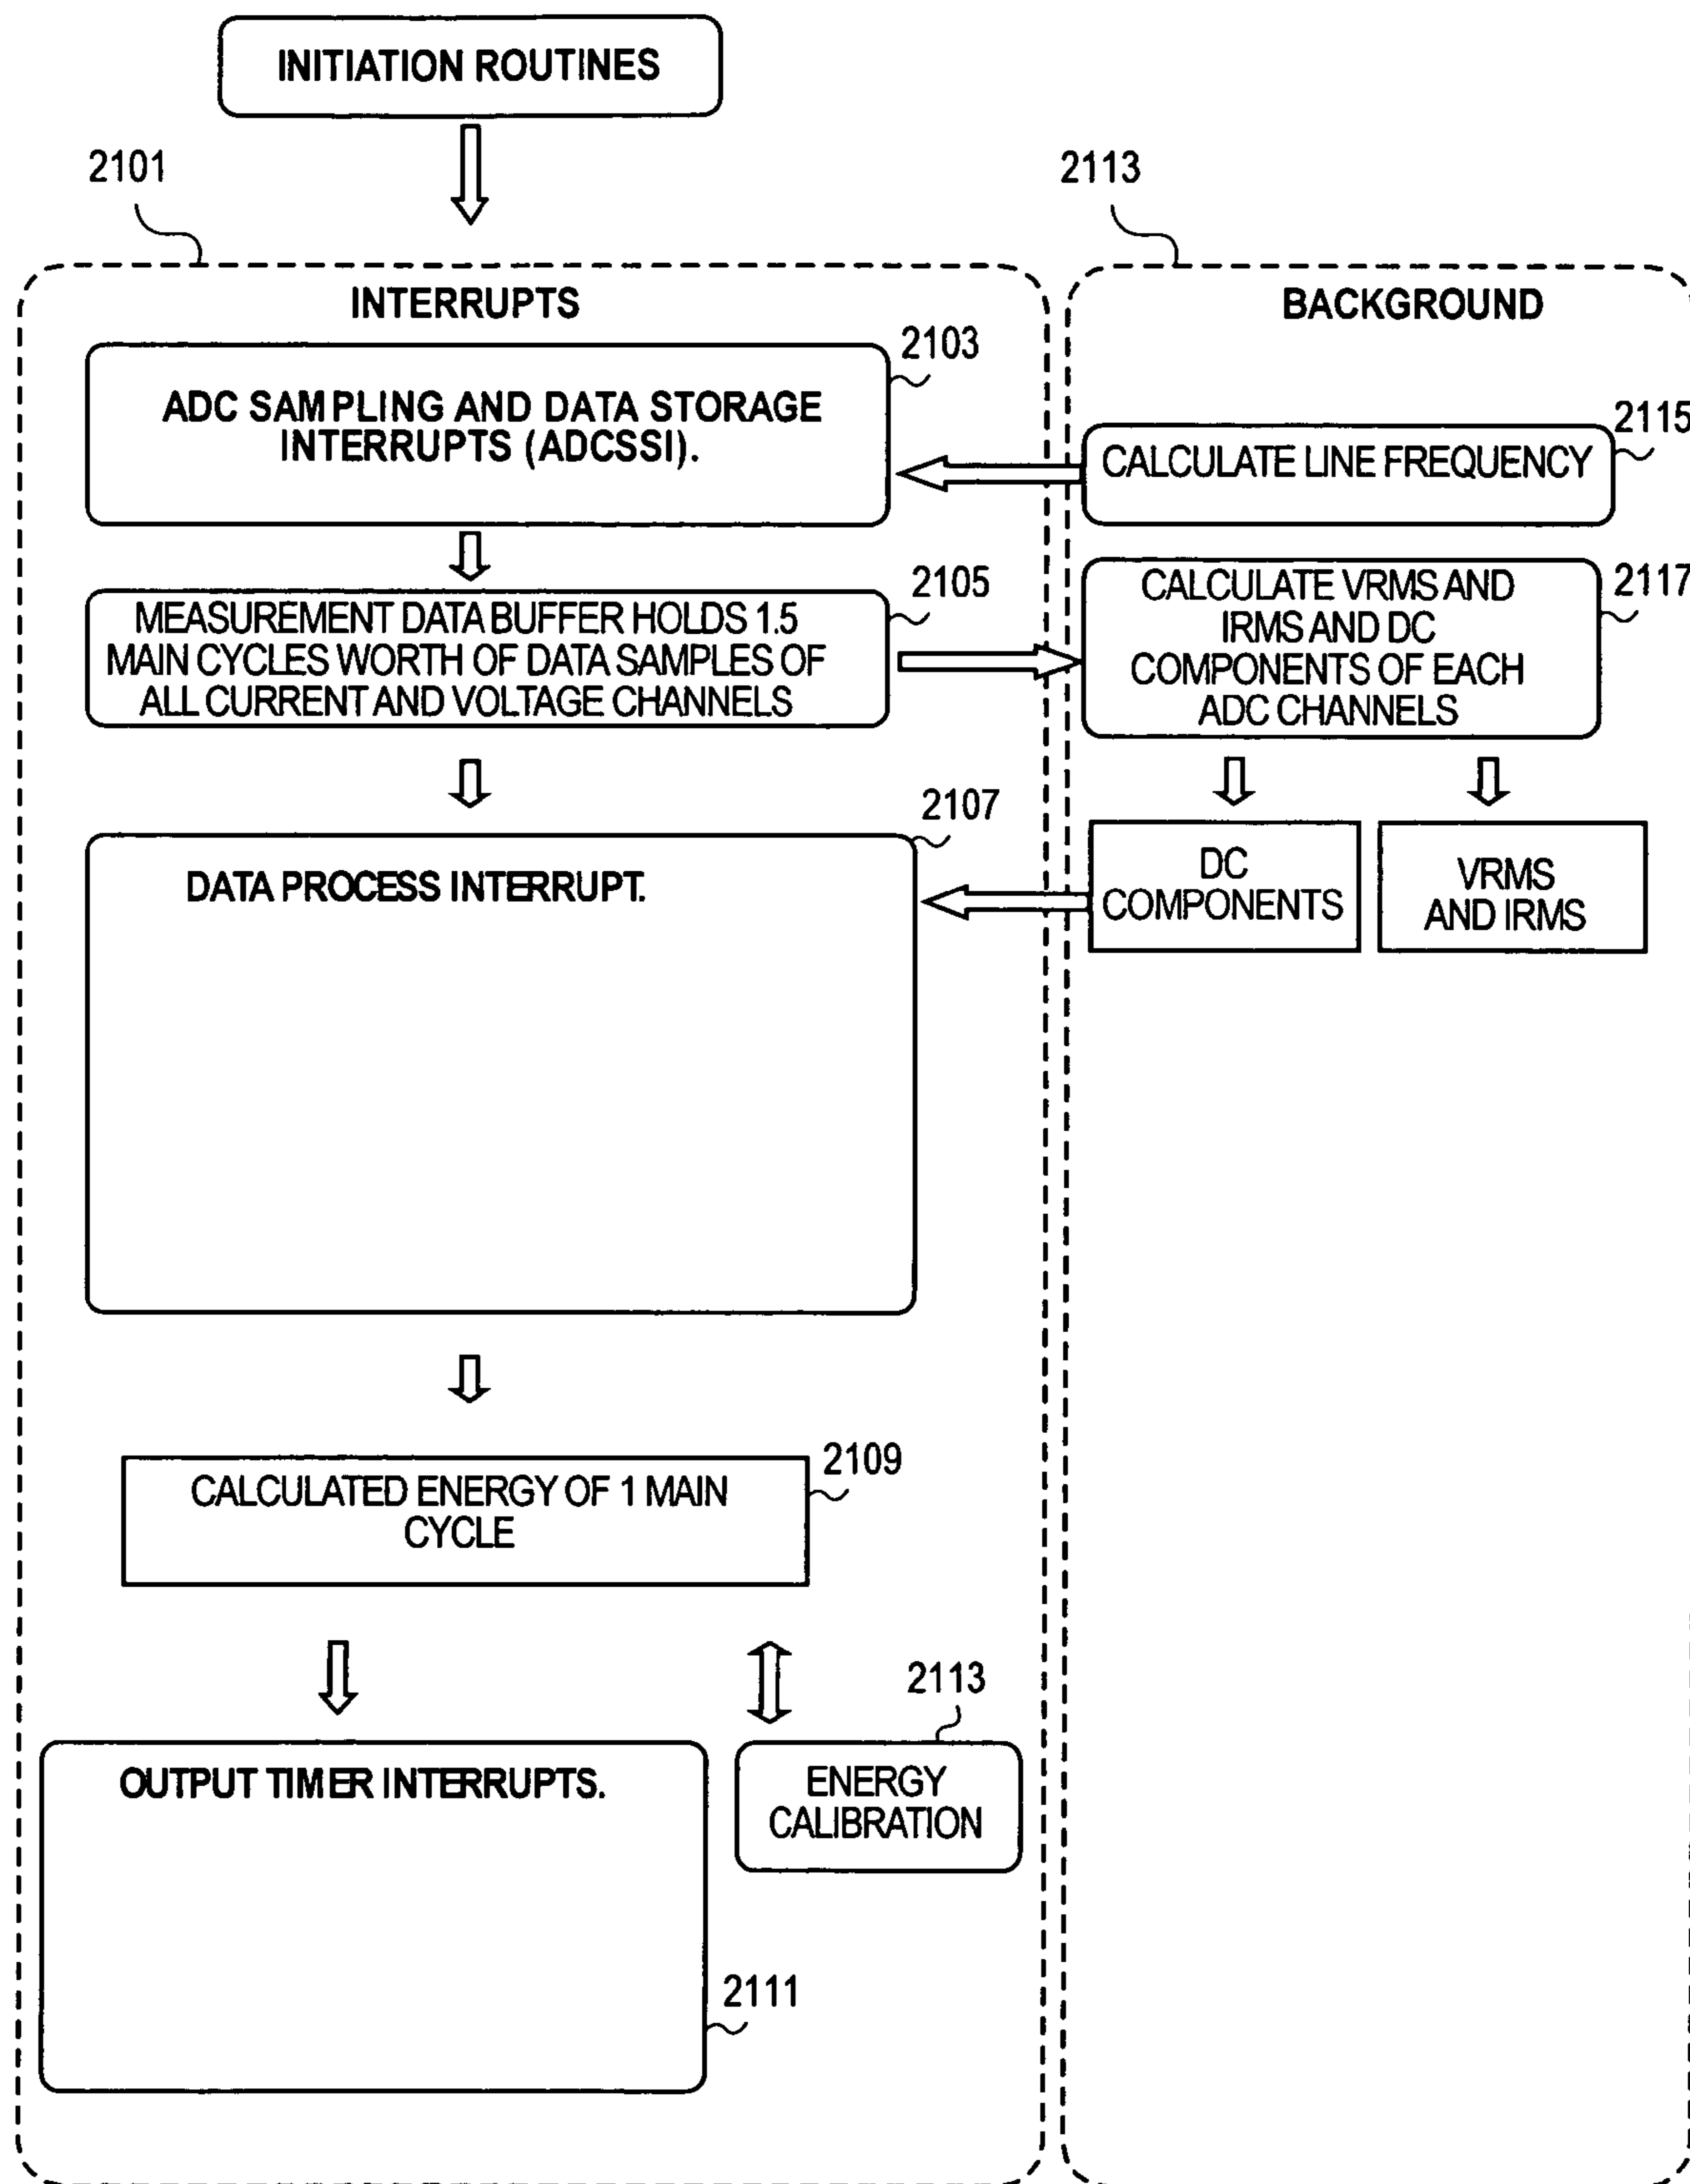 INITIATION ROUTINES
2101
2113
INTERRUPTS
BACKGROUND
2103
ADC SAMPLING AND DATA STORAGE
INTERRUPTS (ADCSSI).
2115
CALCULATE LINE FREQUENCY
2105
MEASUREMENT DATA BUFFER HOLDS 1.5
MAIN CYCLES WORTH OF DATA SAMPLES OF
ALL CURRENT AND VOLTAGE CHANNELS
2117
CALCULATE VRMS AND
IRMS AND DC
COMPONENTS OF EACH
ADC CHANNELS
2107
DATA PROCESS INTERRUPT.
DC
COMPONENTS
VRMS
AND IRMS
2109
CALCULATED ENERGY OF 1 MAIN
CYCLE
2113
OUTPUT TIMER INTERRUPTS.
ENERGY
CALIBRATION
2111